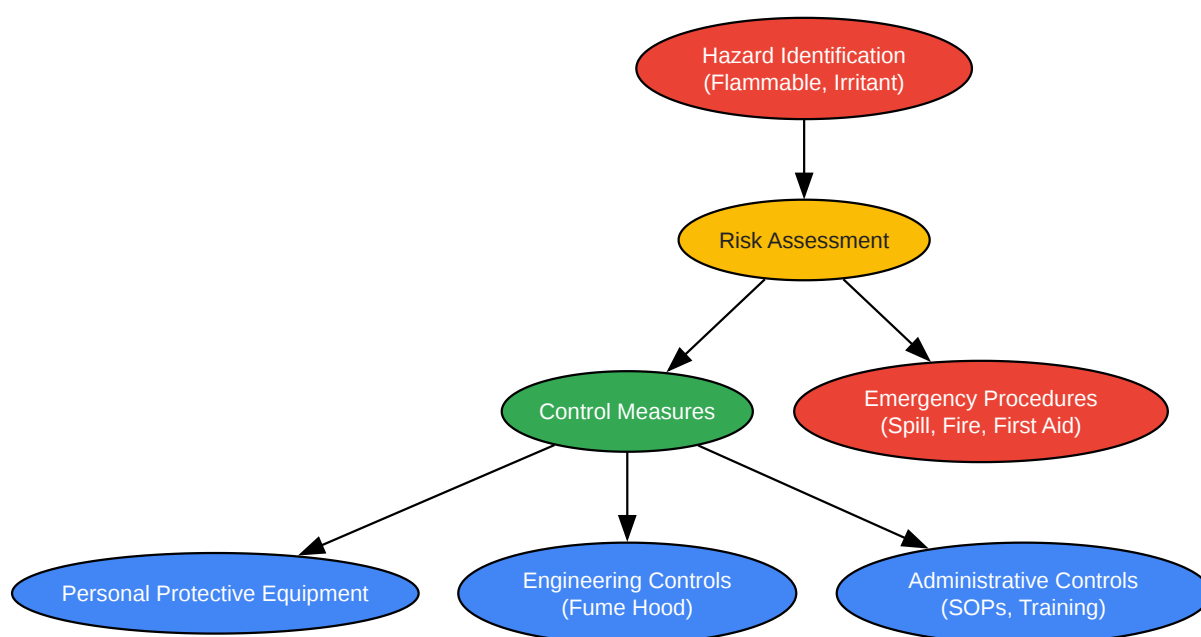 Hazard Identification
(Flammable, Irritant)
Risk Assessment
Control Measures
Emergency Procedures
(Spill, Fire, First Aid)
Personal Protective Equipment
Engineering Controls
(Fume Hood)
Administrative Controls
(SOPs, Training)